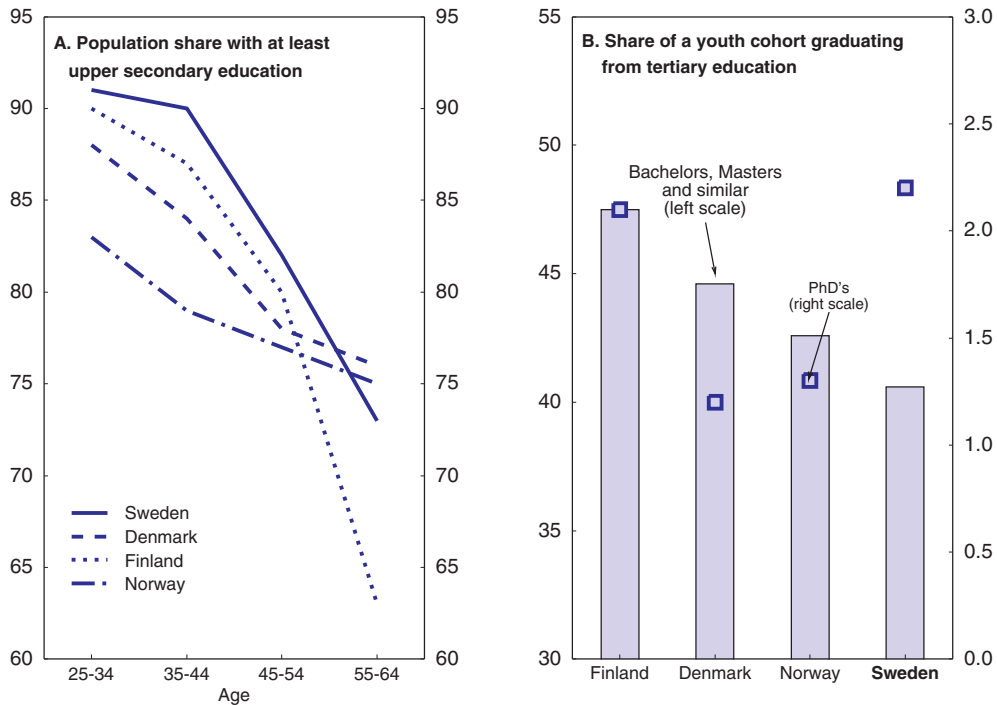 A. Population share with at least
upper secondary education
95
90
85
80
75
70
65
60
95
90
85
80
75
70
65
60
Sweden
Denmark
Finland
Norway
25-34 35-44 45-54 55-64
Age
B. Share of a youth cohort graduating
from tertiary education
55
50
45
40
35
30
3.0
2.5
2.0
1.5
1.0
0.5
0.0
Bachelors, Masters
and similar
(left scale)
PhD's
(right scale)
Finland Denmark Norway Sweden